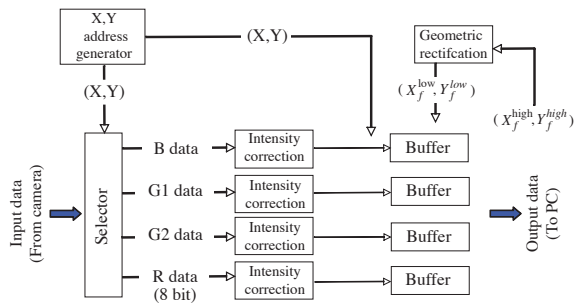 X,Y
address
generator
(X,Y)
Geometric
rectifcation
(X,Y)
(X_f^low, Y_f^low)
(X_f^high, Y_f^high)
Input data
(From camera)
Selector
B data
Intensity
correction
Buffer
G1 data
Intensity
correction
Buffer
G2 data
Intensity
correction
Buffer
R data
(8 bit)
Intensity
correction
Buffer
Output data
(To PC)